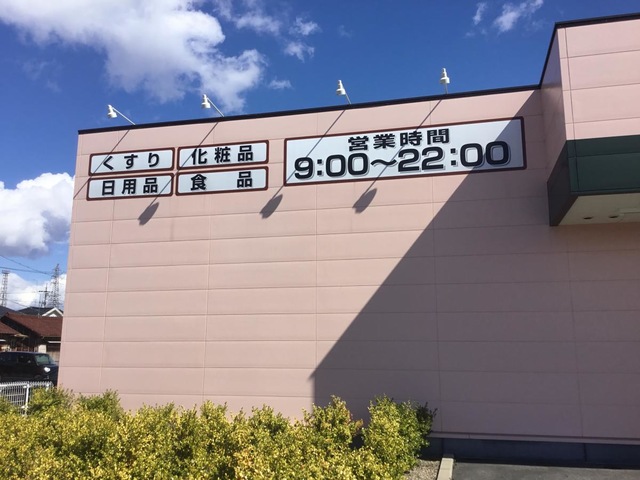 くすり
化粧品
日用品
食品
営業時間
9:00～22:00